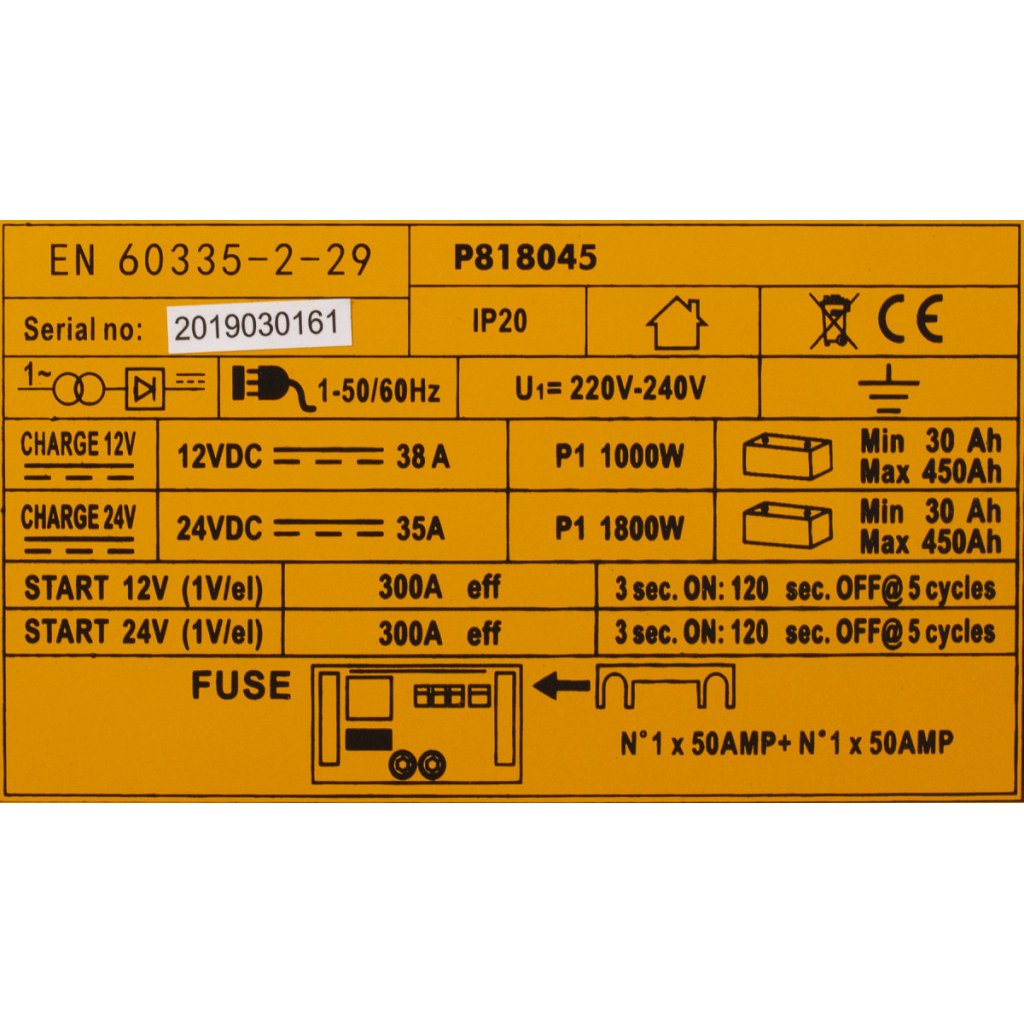 EN 60335-2-29
P818045
Serial no: 2019030161
IP20
CE
1~
1-50/60Hz
U1= 220V-240V
CHARGE 12V
12VDC 38 A
P1 1000W
Min 30 Ah
Max 450Ah
CHARGE 24V
24VDC 35A
P1 1800W
Min 30 Ah
Max 450Ah
START 12V (1V/el) 300A eff 3 sec. ON: 120 sec. OFF@ 5 cycles
START 24V (1V/el) 300A eff 3 sec. ON: 120 sec. OFF@ 5 cycles
FUSE
N°1 x 50AMP+ N°1 x 50AMP